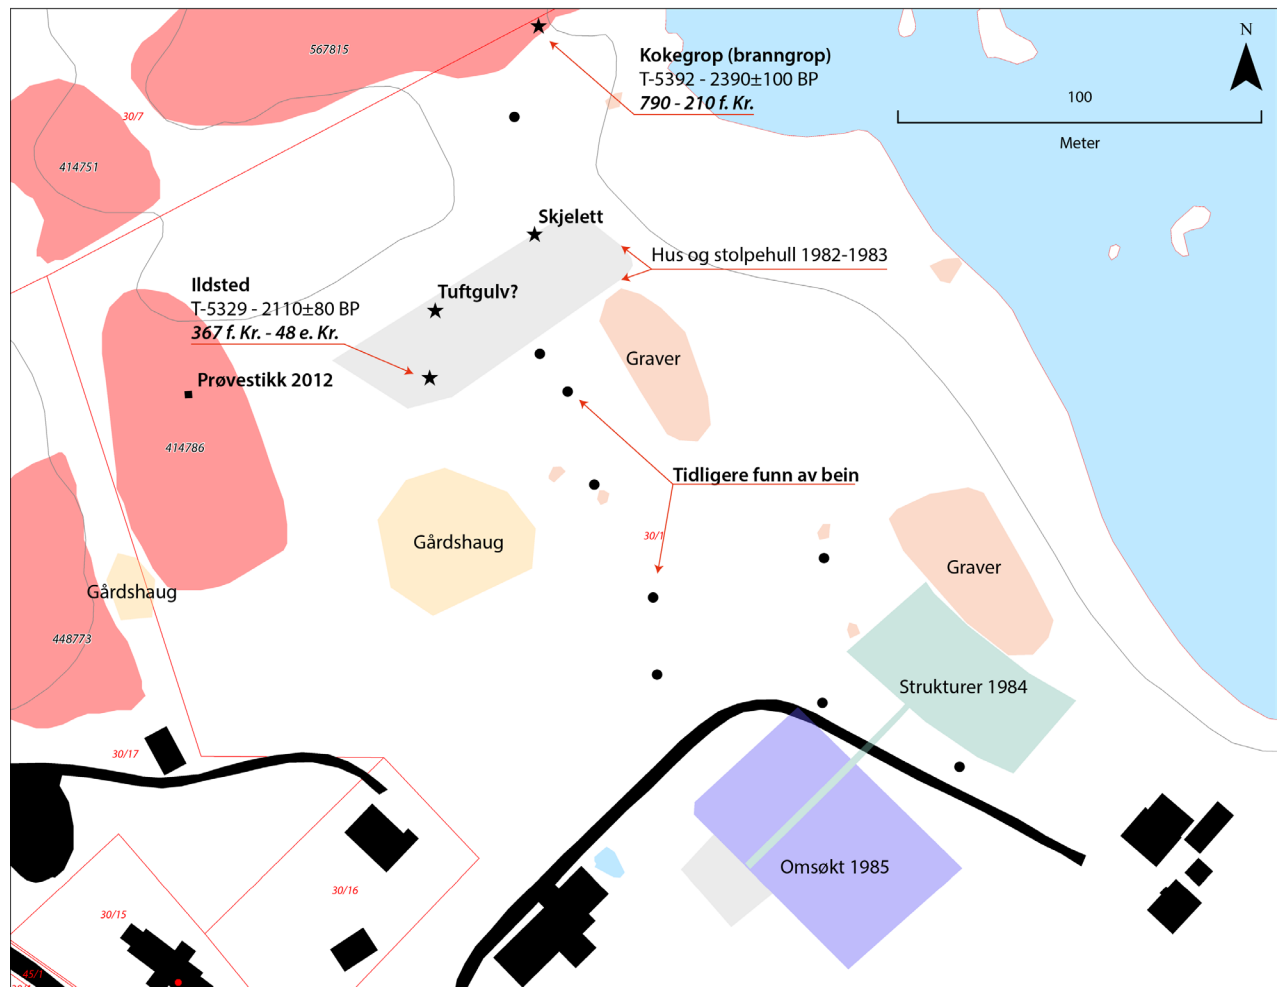 567815
Kokegrop (branngrop)
T-5392 - 2390±100 BP
790 - 210 f. Kr.
N
100
Meter
30/7
414751
Skjelett
Hus og stolpehull 1982-1983
Ildsted
T-5329 - 2110±80 BP
367 f. Kr. - 48 e. Kr.
Tuftgulv?
Prøvestikk 2012
Graver
414786
Tidligere funn av bein
30/1
Gårdshaug
Graver
Gårdshaug
448773
Strukturer 1984
30/17
Omsøkt 1985
30/16
30/15
45/1